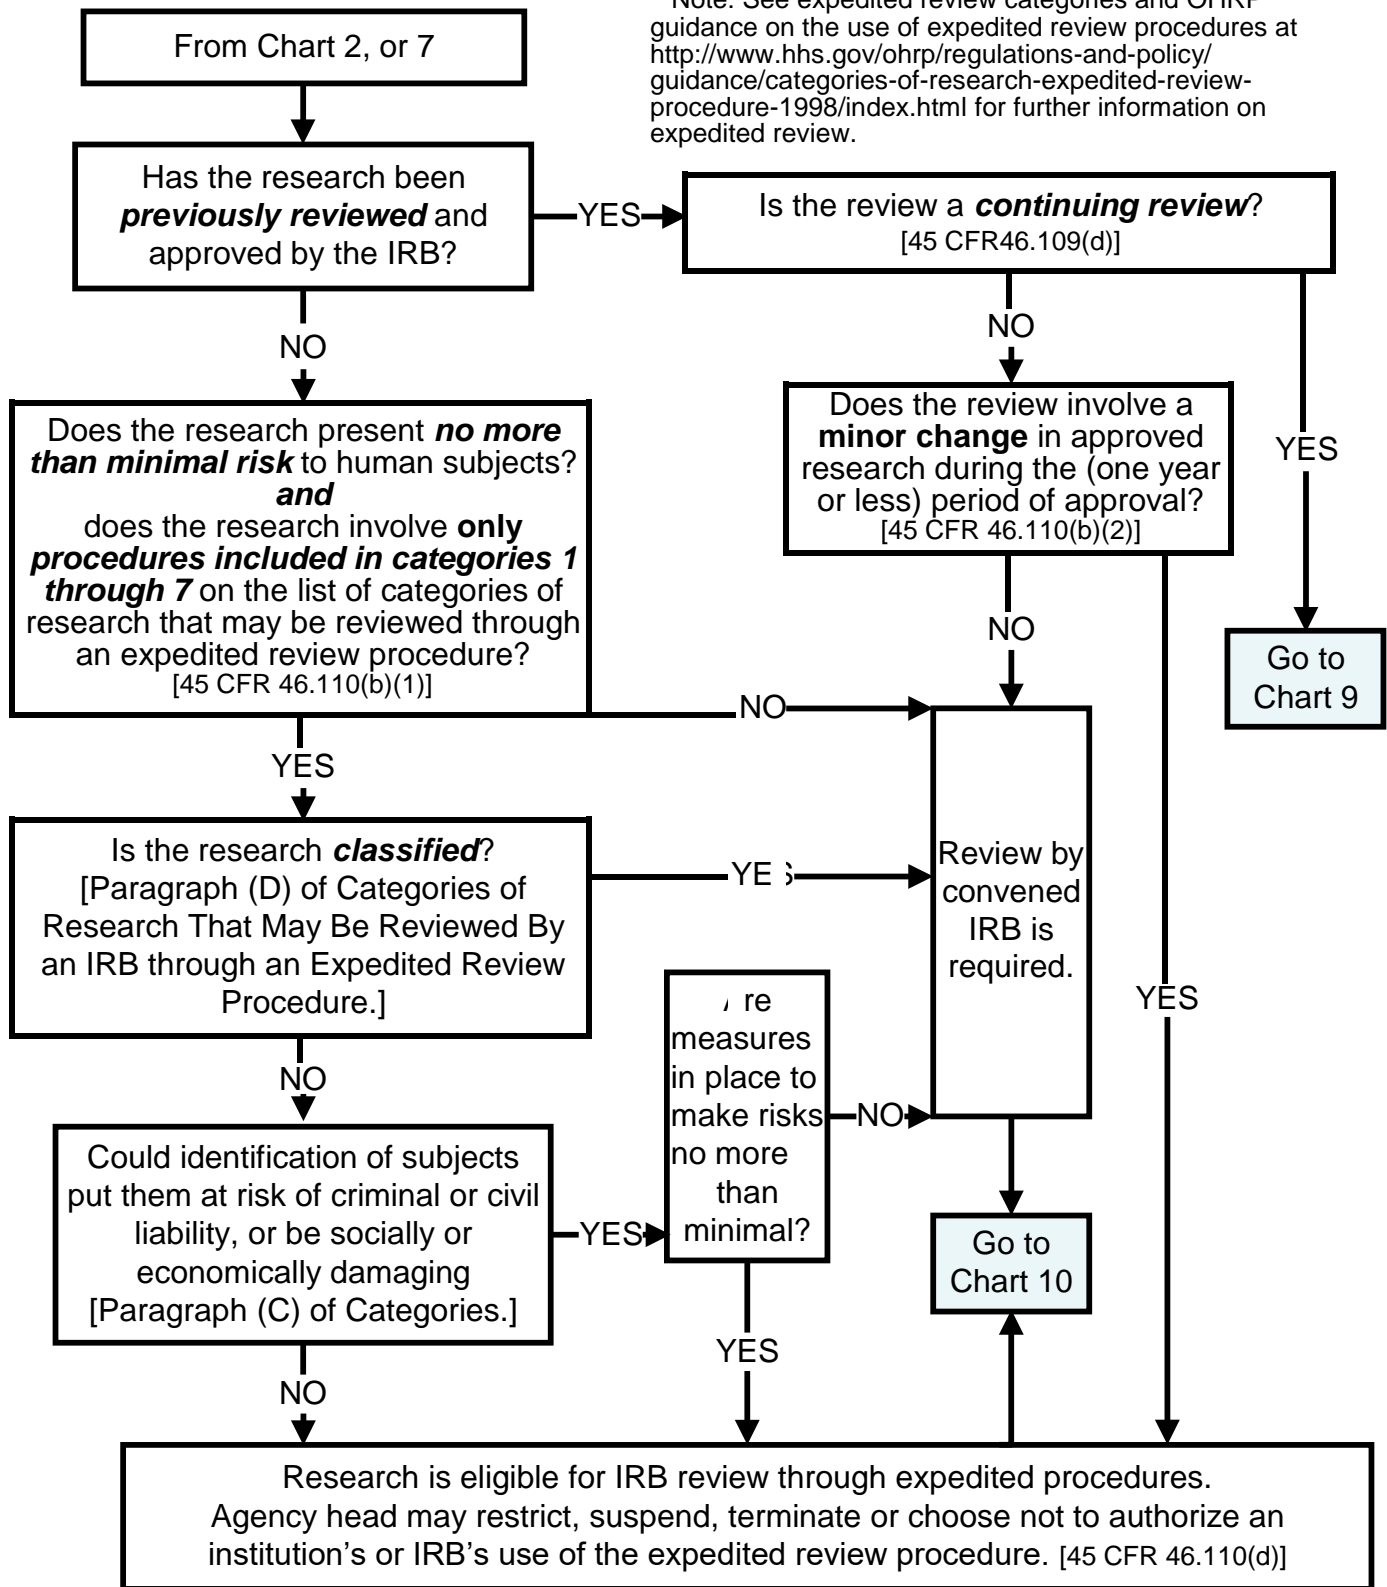 Note: See expedited review categories and OHRP
guidance on the use of expedited review procedures at
http://www.hhs.gov/ohrp/regulations-and-policy/
guidance/categories-of-research-expedited-review-
procedure-1998/index.html for further information on
expedited review.
From Chart 2, or 7
Has the research been
previously reviewed and
approved by the IRB?
YES
Is the review a continuing review?
[45 CFR46.109(d)]
NO
NO
YES
Does the research present no more
than minimal risk to human subjects?
and
does the research involve only
procedures included in categories 1
through 7 on the list of categories of
research that may be reviewed through
an expedited review procedure?
[45 CFR 46.110(b)(1)]
Does the review involve a
minor change in approved
research during the (one year
or less) period of approval?
[45 CFR 46.110(b)(2)]
NO
Go to
Chart 9
NO
YES
Is the research classified?
[Paragraph (D) of Categories of
Research That May Be Reviewed By
an IRB through an Expedited Review
Procedure.]
YES
Review by
convened
IRB is
required.
YES
NO
Are
measures
in place to
make risks
no more
than
minimal?
NO
Could identification of subjects
put them at risk of criminal or civil
liability, or be socially or
economically damaging
[Paragraph (C) of Categories.]
YES
Go to
Chart 10
YES
NO
Research is eligible for IRB review through expedited procedures.
Agency head may restrict, suspend, terminate or choose not to authorize an
institution’s or IRB’s use of the expedited review procedure. [45 CFR 46.110(d)]